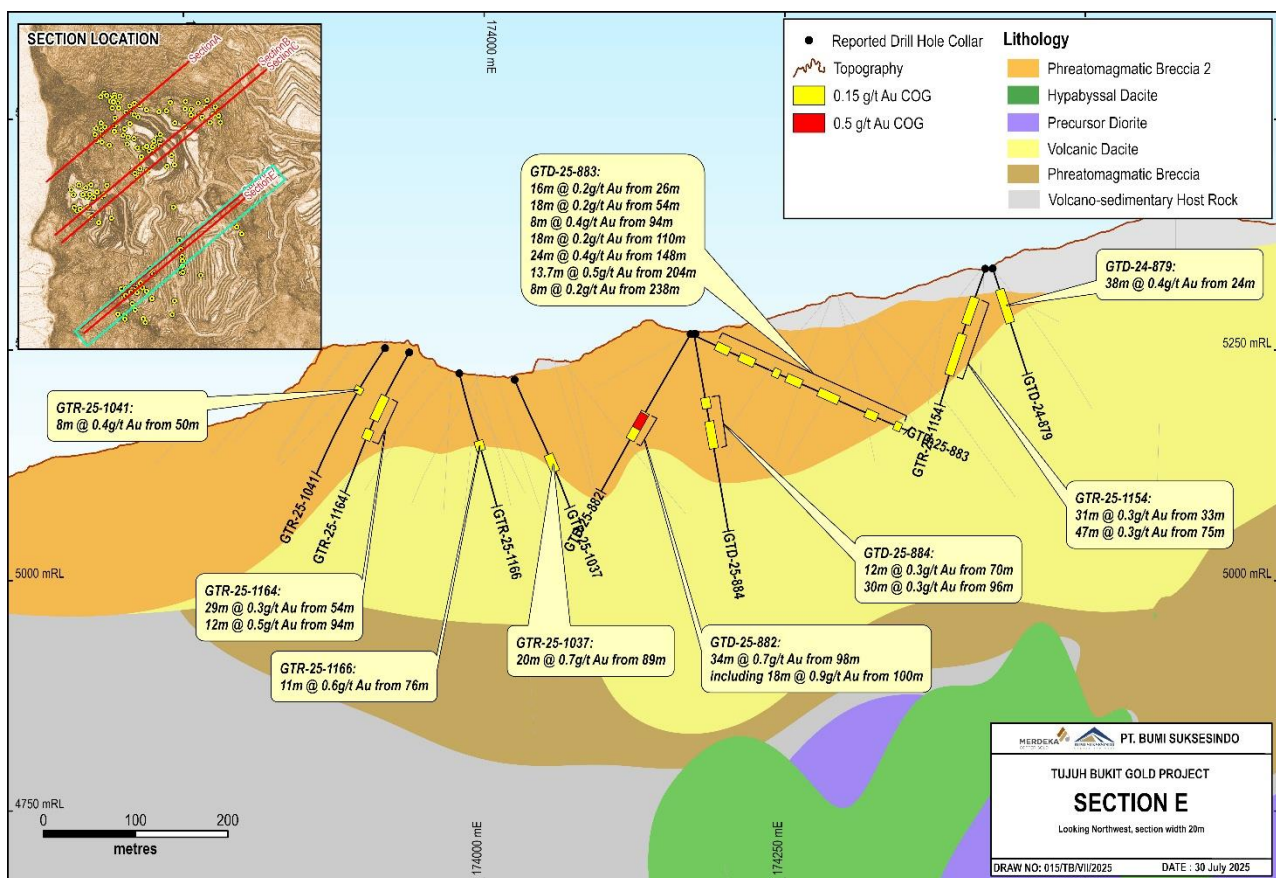 SECTION LOCATION
SectionA
SectionB
SectionC
SectionE
174000 mE
Reported Drill Hole Collar
Topography
0.15 g/t Au COG
0.5 g/t Au COG
Lithology
Phreatomagmatic Breccia 2
Hypabyssal Dacite
Precursor Diorite
Volcanic Dacite
Phreatomagmatic Breccia
Volcano-sedimentary Host Rock
GTD-25-883:
16m @ 0.2g/t Au from 26m
18m @ 0.2g/t Au from 54m
8m @ 0.4g/t Au from 94m
18m @ 0.2g/t Au from 110m
24m @ 0.4g/t Au from 148m
13.7m @ 0.5g/t Au from 204m
8m @ 0.2g/t Au from 238m
GTD-24-879:
38m @ 0.4g/t Au from 24m
5250 mRL
GTR-25-1041:
8m @ 0.4g/t Au from 50m
GTR-25-1041
GTR-25-1164
GTR-25-1166
GTR-25-1037
GTD-25-882
GTD-25-884
GTD-25-883
GTR-25-1154
GTD-24-879
GTR-25-1154:
31m @ 0.3g/t Au from 33m
47m @ 0.3g/t Au from 75m
GTD-25-884:
12m @ 0.3g/t Au from 70m
30m @ 0.3g/t Au from 96m
5000 mRL
5000 mRL
GTR-25-1164:
29m @ 0.3g/t Au from 54m
12m @ 0.5g/t Au from 94m
GTR-25-1166:
11m @ 0.6g/t Au from 76m
GTR-25-1037:
20m @ 0.7g/t Au from 89m
GTD-25-882:
34m @ 0.7g/t Au from 98m
including 18m @ 0.9g/t Au from 100m
4750 mRL
0 100 200
metres
174000 mE
174250 mE
MERDEKA
PT. BUMI SUKSESINDO
TUJUH BUKIT GOLD PROJECT
SECTION E
Looking Northwest, section width 20m
DRAW NO: 015/TB/VII/2025 DATE : 30 July 2025